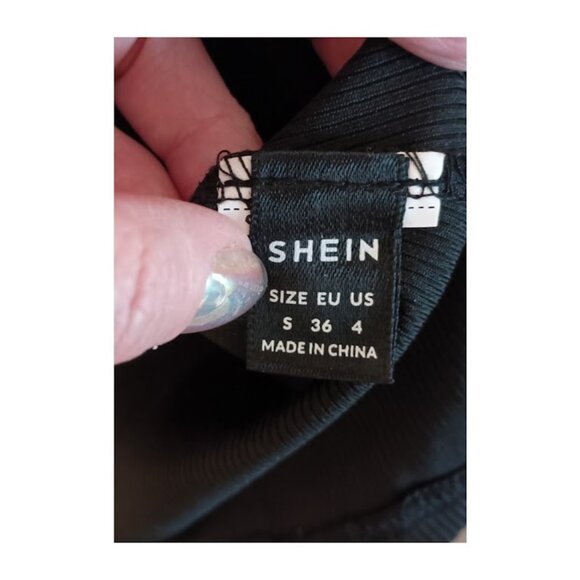 SHEIN
SIZE EU US
S 36 4
MADE IN CHINA